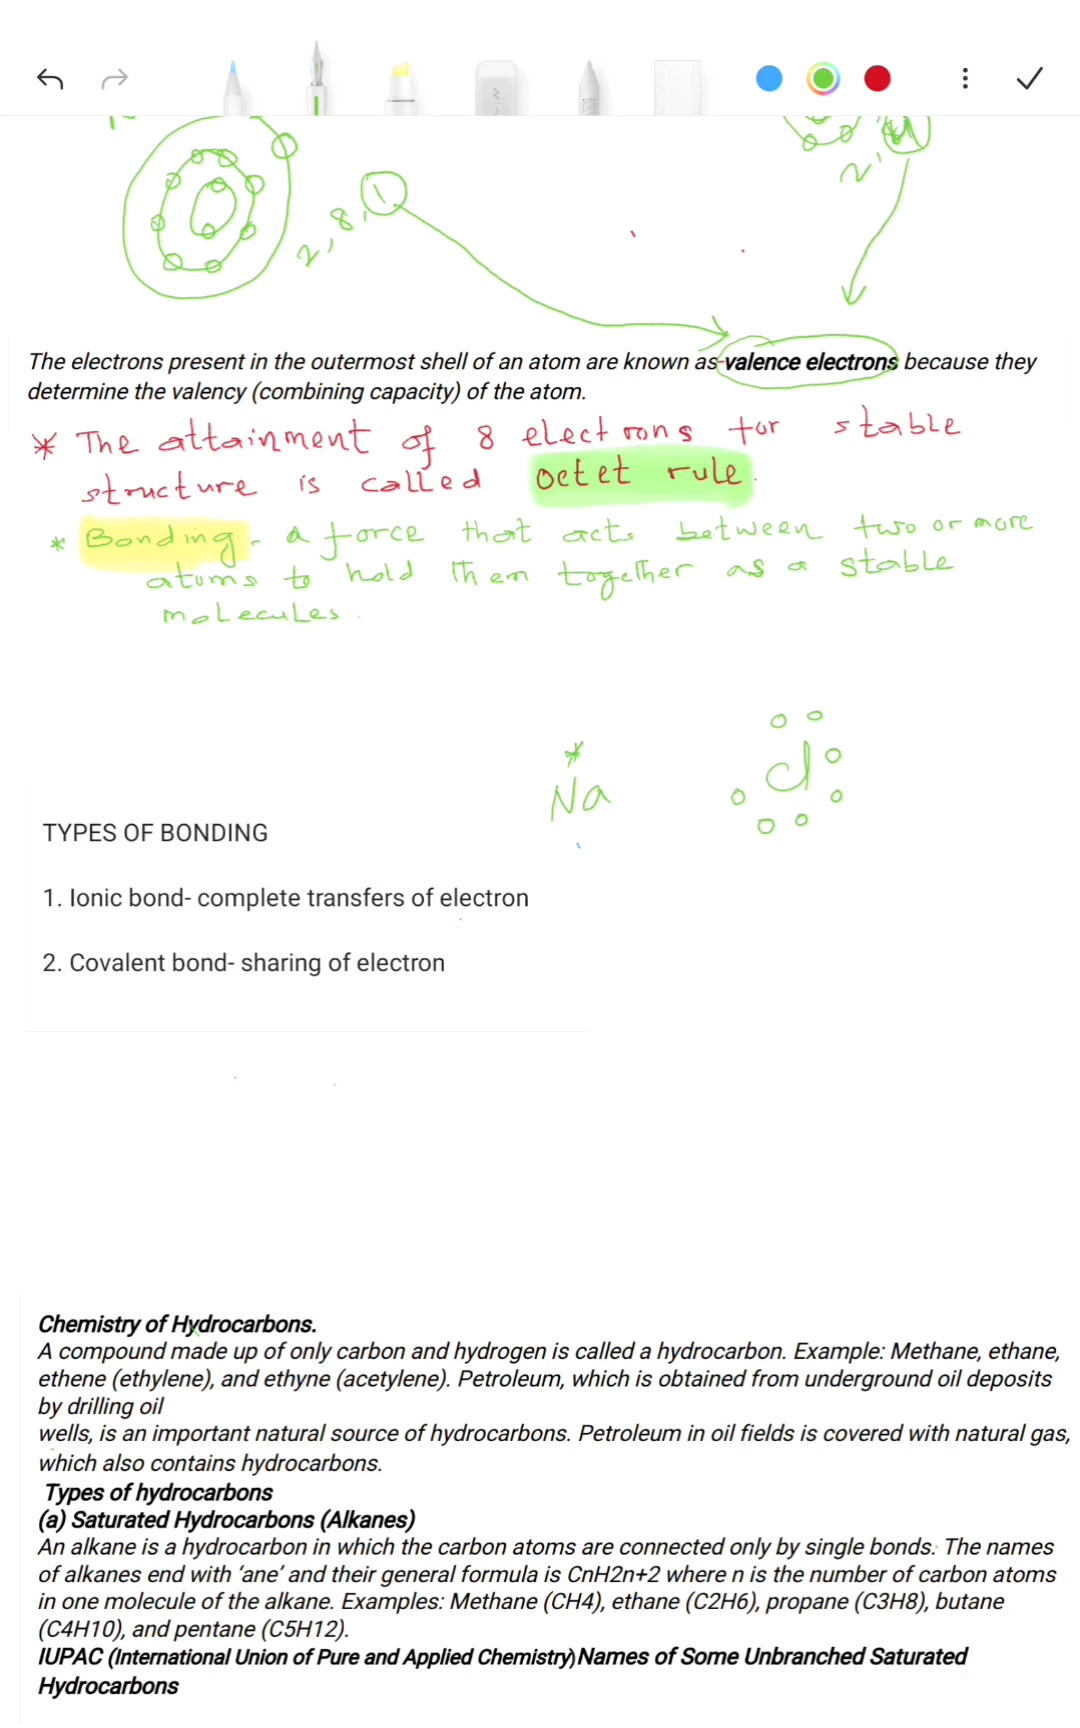 2, 8, 1
2,
The electrons present in the outermost shell of an atom are known as valence electrons because they
determine the valency (combining capacity) of the atom.
* The attainment of 8 electrons for stable
structure is called octet rule.
* Bonding - a force that acts between two or more
atoms to hold them together as a stable
molecules.
Na
Cl
TYPES OF BONDING
1. Ionic bond- complete transfers of electron
2. Covalent bond- sharing of electron
Chemistry of Hydrocarbons.
A compound made up of only carbon and hydrogen is called a hydrocarbon. Example: Methane, ethane,
ethene (ethylene), and ethyne (acetylene). Petroleum, which is obtained from underground oil deposits
by drilling oil
wells, is an important natural source of hydrocarbons. Petroleum in oil fields is covered with natural gas,
which also contains hydrocarbons.
Types of hydrocarbons
(a) Saturated Hydrocarbons (Alkanes)
An alkane is a hydrocarbon in which the carbon atoms are connected only by single bonds. The names
of alkanes end with ‘ane’ and their general formula is CnH2n+2 where n is the number of carbon atoms
in one molecule of the alkane. Examples: Methane (CH4), ethane (C2H6), propane (C3H8), butane
(C4H10), and pentane (C5H12).
IUPAC (International Union of Pure and Applied Chemistry)Names of Some Unbranched Saturated
Hydrocarbons